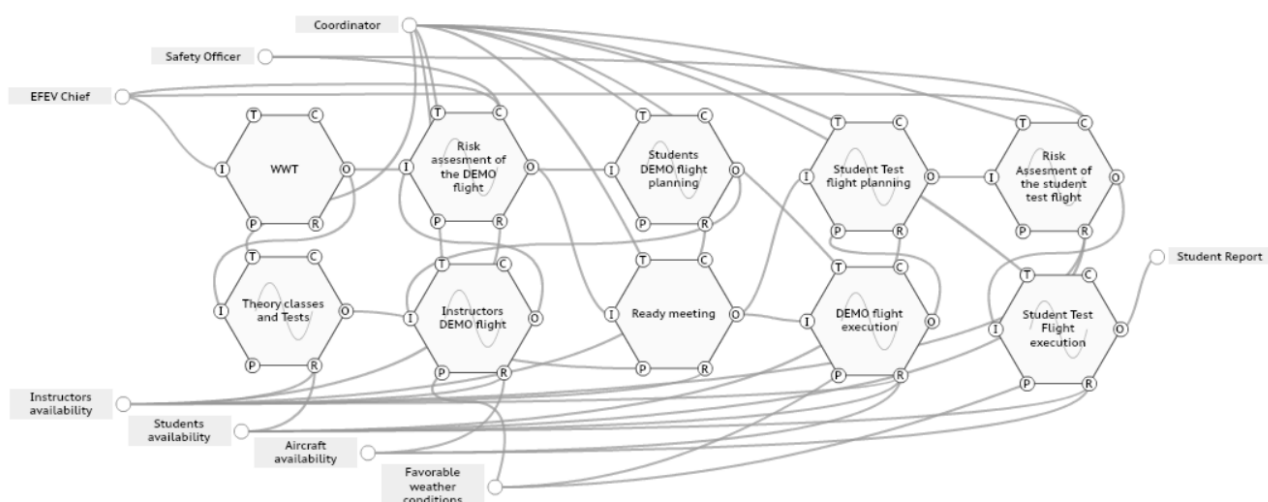 Coordinator
Safety Officer
EFEV Chief
T
C
I
WWT
O
P
R
T
C
I
Risk
assesment of
the DEMO
flight
O
P
R
T
C
I
Students
DEMO flight
planning
O
P
R
T
C
I
Student Test
flight planning
O
P
R
T
C
I
Risk
Assesment of
the student
test flight
O
P
R
T
C
I
Theory classes
and Tests
O
P
R
T
C
I
Instructors
DEMO flight
O
P
R
T
C
I
Ready meeting
O
P
R
T
C
I
DEMO flight
execution
O
P
R
T
C
I
Student Test
Flight
execution
O
P
R
Student Report
Instructors
availability
Students
availability
Aircraft
availability
Favorable
weather
conditions